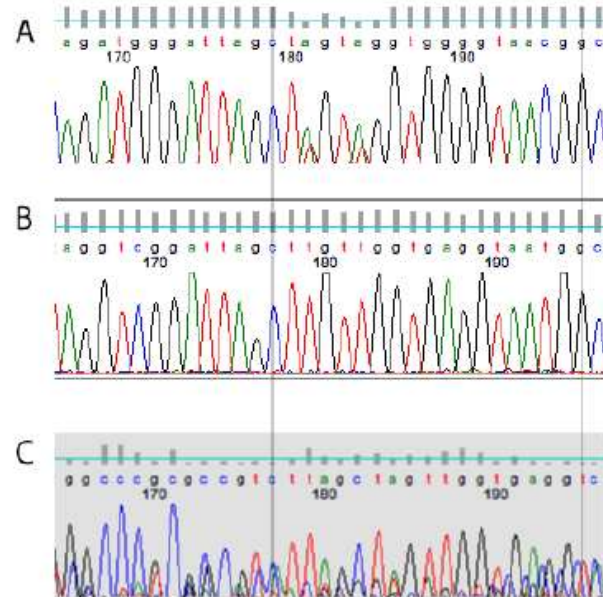 A
a g a t g g g a t t a g c t a g t a g g t g g g g t a a c g g c
170 180 190
B
t a g g t c g g a t t a g c t t g t t g g t g a g g t a a t g g c
170 180 190
C
g g c c c g c g c c g t c t t a g c t a g t t g g t g a g g t c
170 180 190